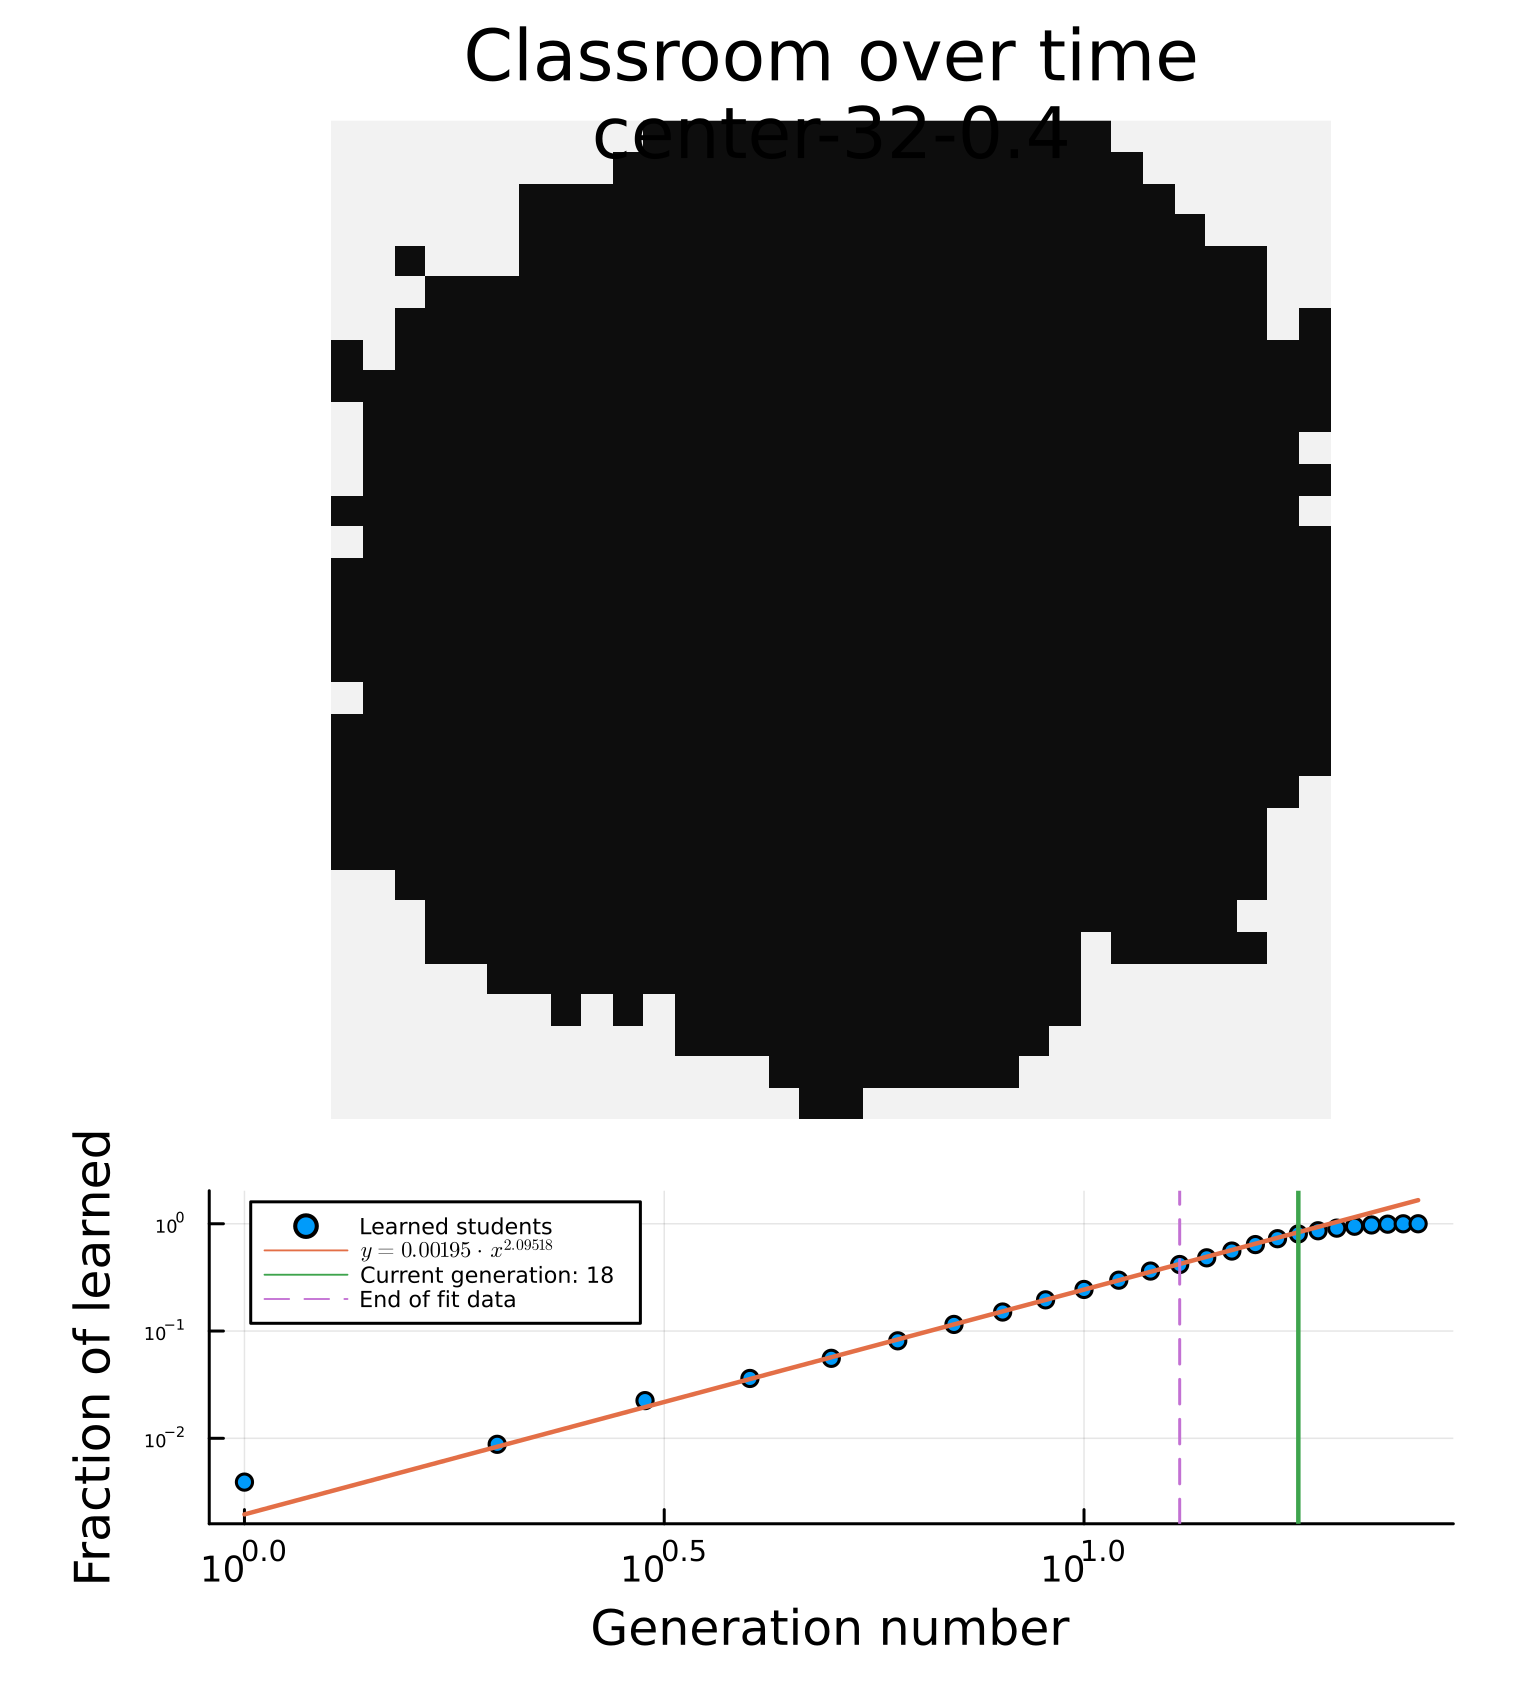 Classroom over time
center-32-0.4
Fraction of learned
10^0
10^−1
10^−2
Learned students
y = 0.00195 · x^2.09518
Current generation: 18
End of fit data
10^0.0
10^0.5
10^1.0
Generation number